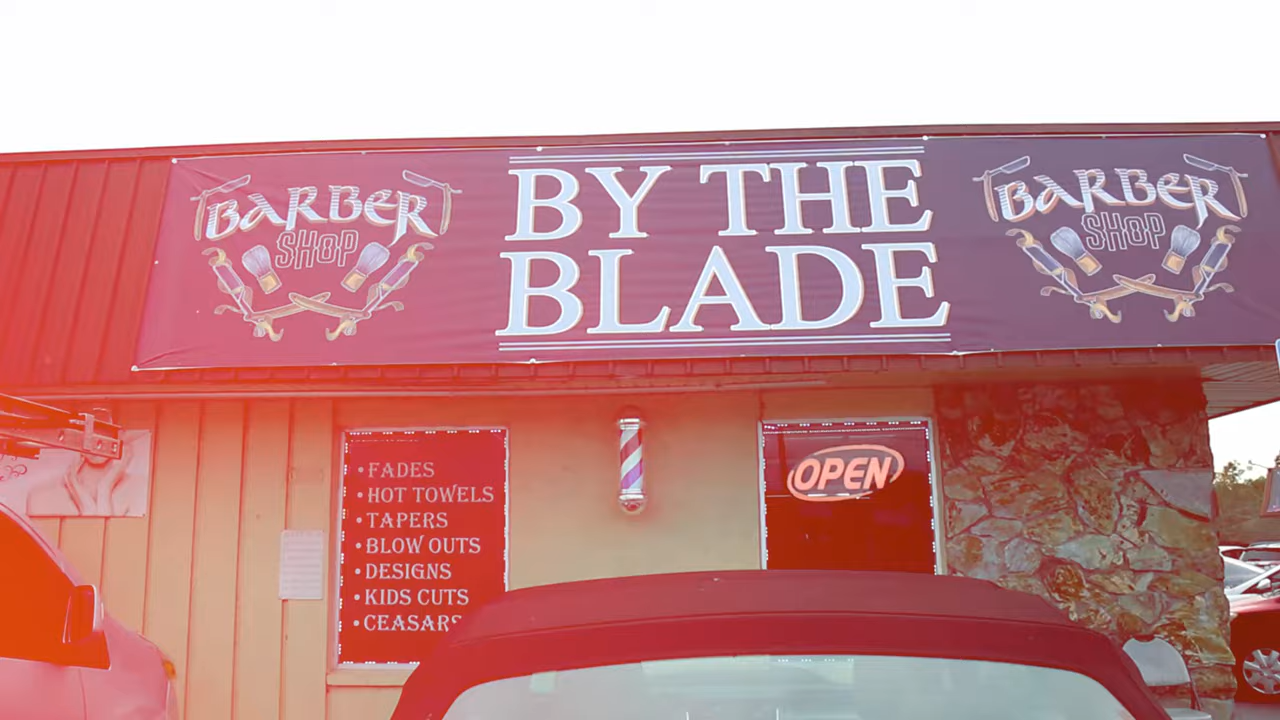 BARBER
SHOP
BY THE
BLADE
BARBER
SHOP
• FADES
• HOT TOWELS
• TAPERS
• BLOW OUTS
• DESIGNS
• KIDS CUTS
• CEASARS
OPEN